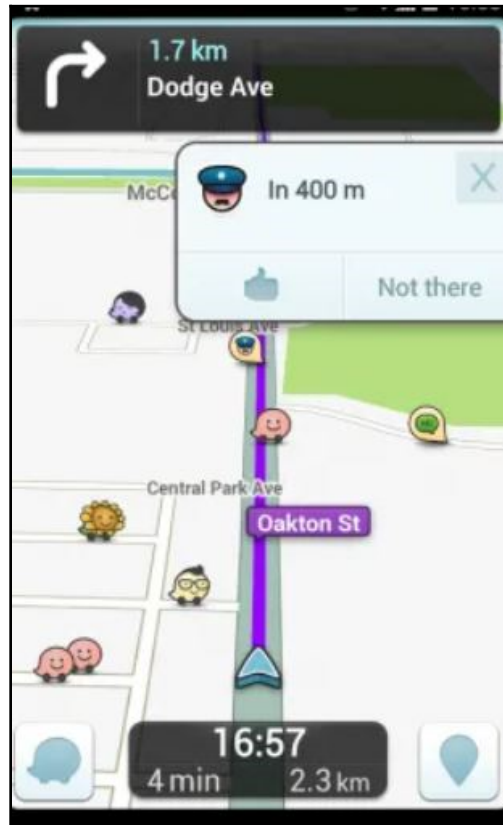 1.7 km
Dodge Ave
In 400 m
X
Not there
St Louis Ave
Central Park Ave
Oakton St
16:57
4 min 2.3 km